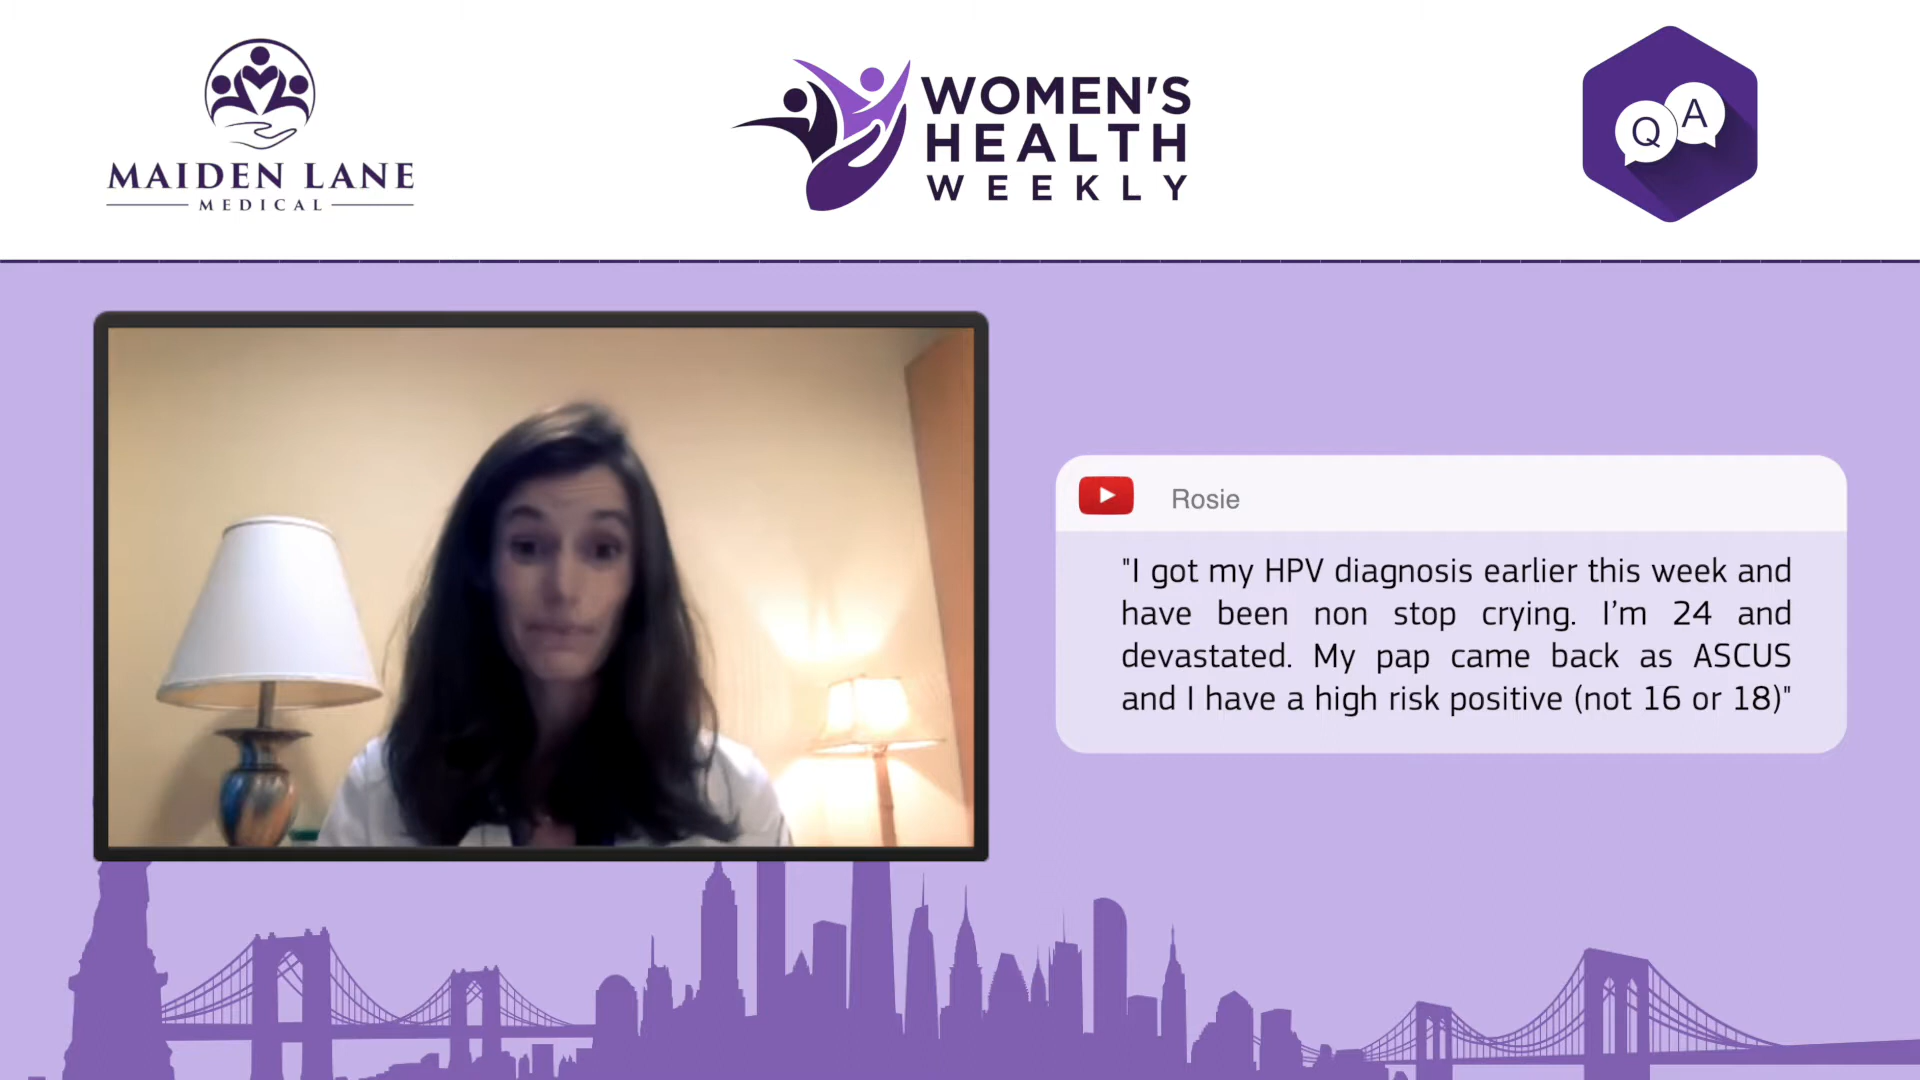 MAIDEN LANE
MEDICAL
WOMEN'S
HEALTH
WEEKLY
Q A
Rosie
"I got my HPV diagnosis earlier this week and
have been non stop crying. I’m 24 and
devastated. My pap came back as ASCUS
and I have a high risk positive (not 16 or 18)"